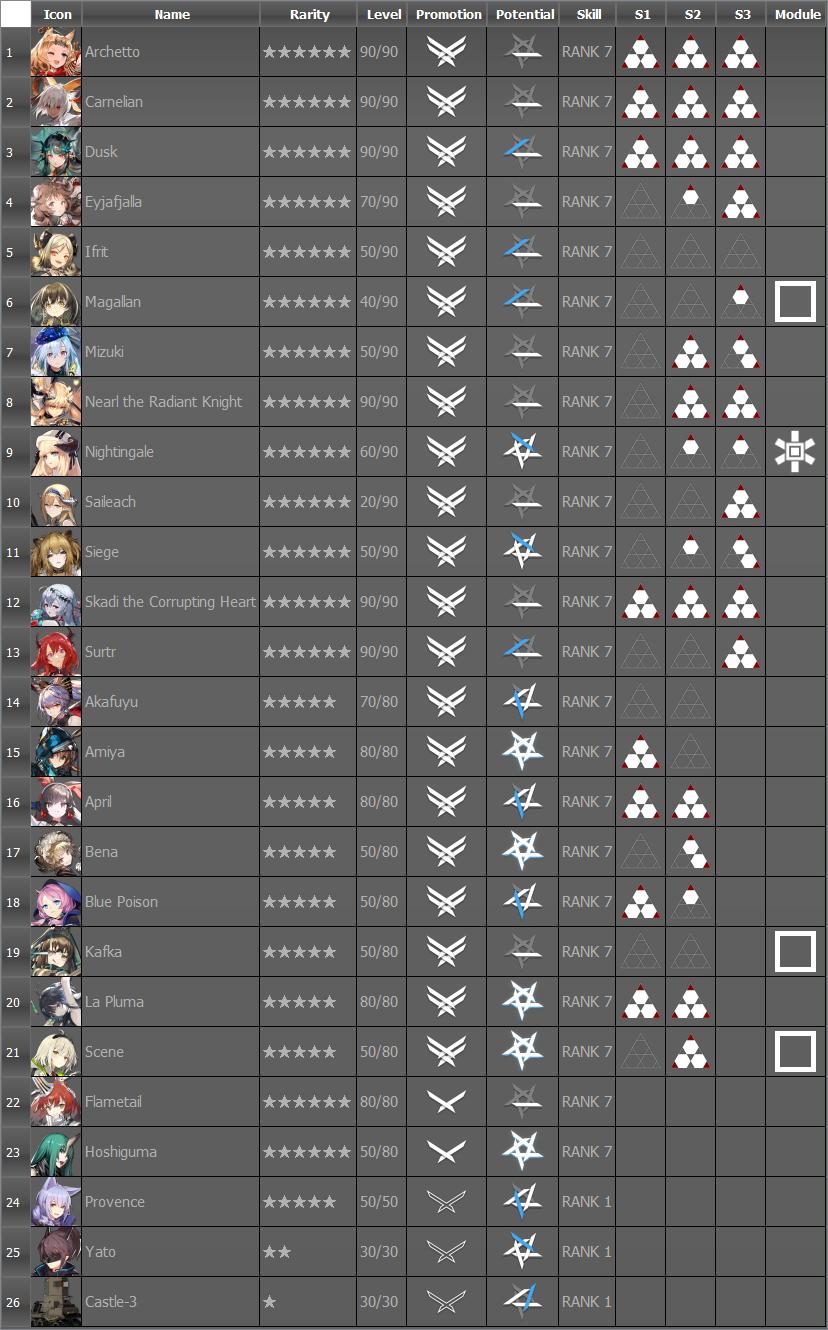 Icon Name Rarity Level Promotion Potential Skill S1 S2 S3 Module
1 Archetto ★★★★★★ 90/90 RANK 7
2 Carnelian ★★★★★★ 90/90 RANK 7
3 Dusk ★★★★★★ 90/90 RANK 7
4 Eyjafjalla ★★★★★★ 70/90 RANK 7
5 Ifrit ★★★★★★ 50/90 RANK 7
6 Magallan ★★★★★★ 40/90 RANK 7
7 Mizuki ★★★★★★ 50/90 RANK 7
8 Nearl the Radiant Knight ★★★★★★ 90/90 RANK 7
9 Nightingale ★★★★★★ 60/90 RANK 7
10 Saileach ★★★★★★ 20/90 RANK 7
11 Siege ★★★★★★ 50/90 RANK 7
12 Skadi the Corrupting Heart ★★★★★★ 90/90 RANK 7
13 Surtr ★★★★★★ 90/90 RANK 7
14 Akafuyu ★★★★★ 70/80 RANK 7
15 Amiya ★★★★★ 80/80 RANK 7
16 April ★★★★★ 80/80 RANK 7
17 Bena ★★★★★ 50/80 RANK 7
18 Blue Poison ★★★★★ 50/80 RANK 7
19 Kafka ★★★★★ 50/80 RANK 7
20 La Pluma ★★★★★ 80/80 RANK 7
21 Scene ★★★★★ 50/80 RANK 7
22 Flametail ★★★★★★ 80/80 RANK 7
23 Hoshiguma ★★★★★★ 50/80 RANK 7
24 Provence ★★★★★ 50/50 RANK 1
25 Yato ★★ 30/30 RANK 1
26 Castle-3 ★ 30/30 RANK 1